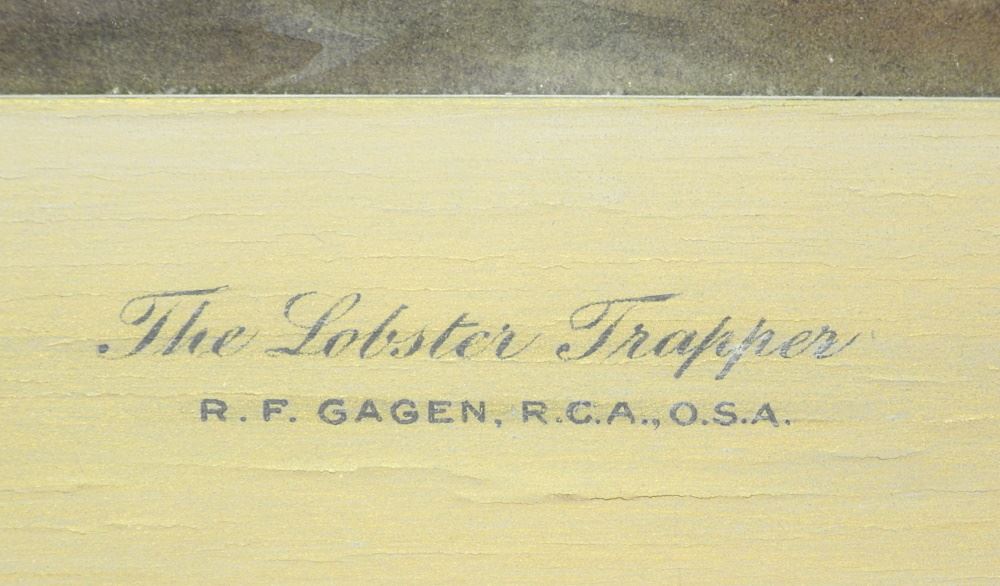 The Lobster Trapper
R. F. GAGEN, R.C.A., O.S.A.